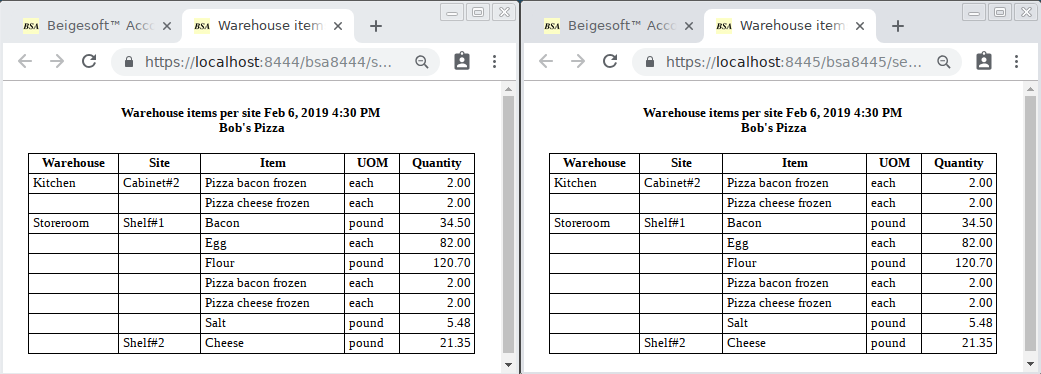 BSA Beigesoft™ Acco
BSA Warehouse item
https://localhost:8444/bsa8444/s...
Warehouse items per site Feb 6, 2019 4:30 PM
Bob's Pizza
Warehouse Site Item UOM Quantity
Kitchen Cabinet#2 Pizza bacon frozen each 2.00
Pizza cheese frozen each 2.00
Storeroom Shelf#1 Bacon pound 34.50
Egg each 82.00
Flour pound 120.70
Pizza bacon frozen each 2.00
Pizza cheese frozen each 2.00
Salt pound 5.48
Shelf#2 Cheese pound 21.35
BSA Beigesoft™ Acco
BSA Warehouse item
https://localhost:8445/bsa8445/se...
Warehouse items per site Feb 6, 2019 4:30 PM
Bob's Pizza
Warehouse Site Item UOM Quantity
Kitchen Cabinet#2 Pizza bacon frozen each 2.00
Pizza cheese frozen each 2.00
Storeroom Shelf#1 Bacon pound 34.50
Egg each 82.00
Flour pound 120.70
Pizza bacon frozen each 2.00
Pizza cheese frozen each 2.00
Salt pound 5.48
Shelf#2 Cheese pound 21.35